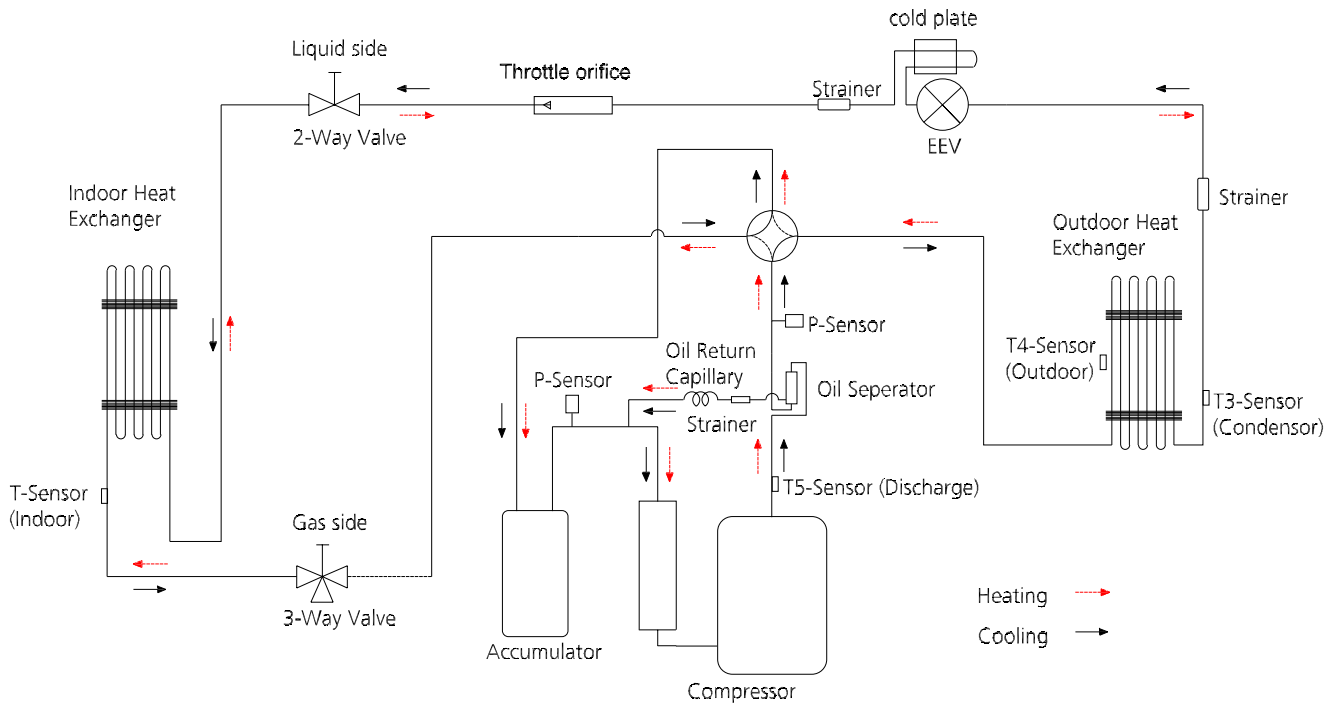 cold plate
Liquid side
Throttle orifice
Strainer
2-Way Valve
EEV
Indoor Heat
Exchanger
Strainer
Outdoor Heat
Exchanger
P-Sensor
T4-Sensor
(Outdoor)
Oil Return
Capillary
P-Sensor
Oil Seperator
T3-Sensor
(Condensor)
Strainer
T-Sensor
(Indoor)
T5-Sensor (Discharge)
Gas side
3-Way Valve
Heating
Cooling
Accumulator
Compressor